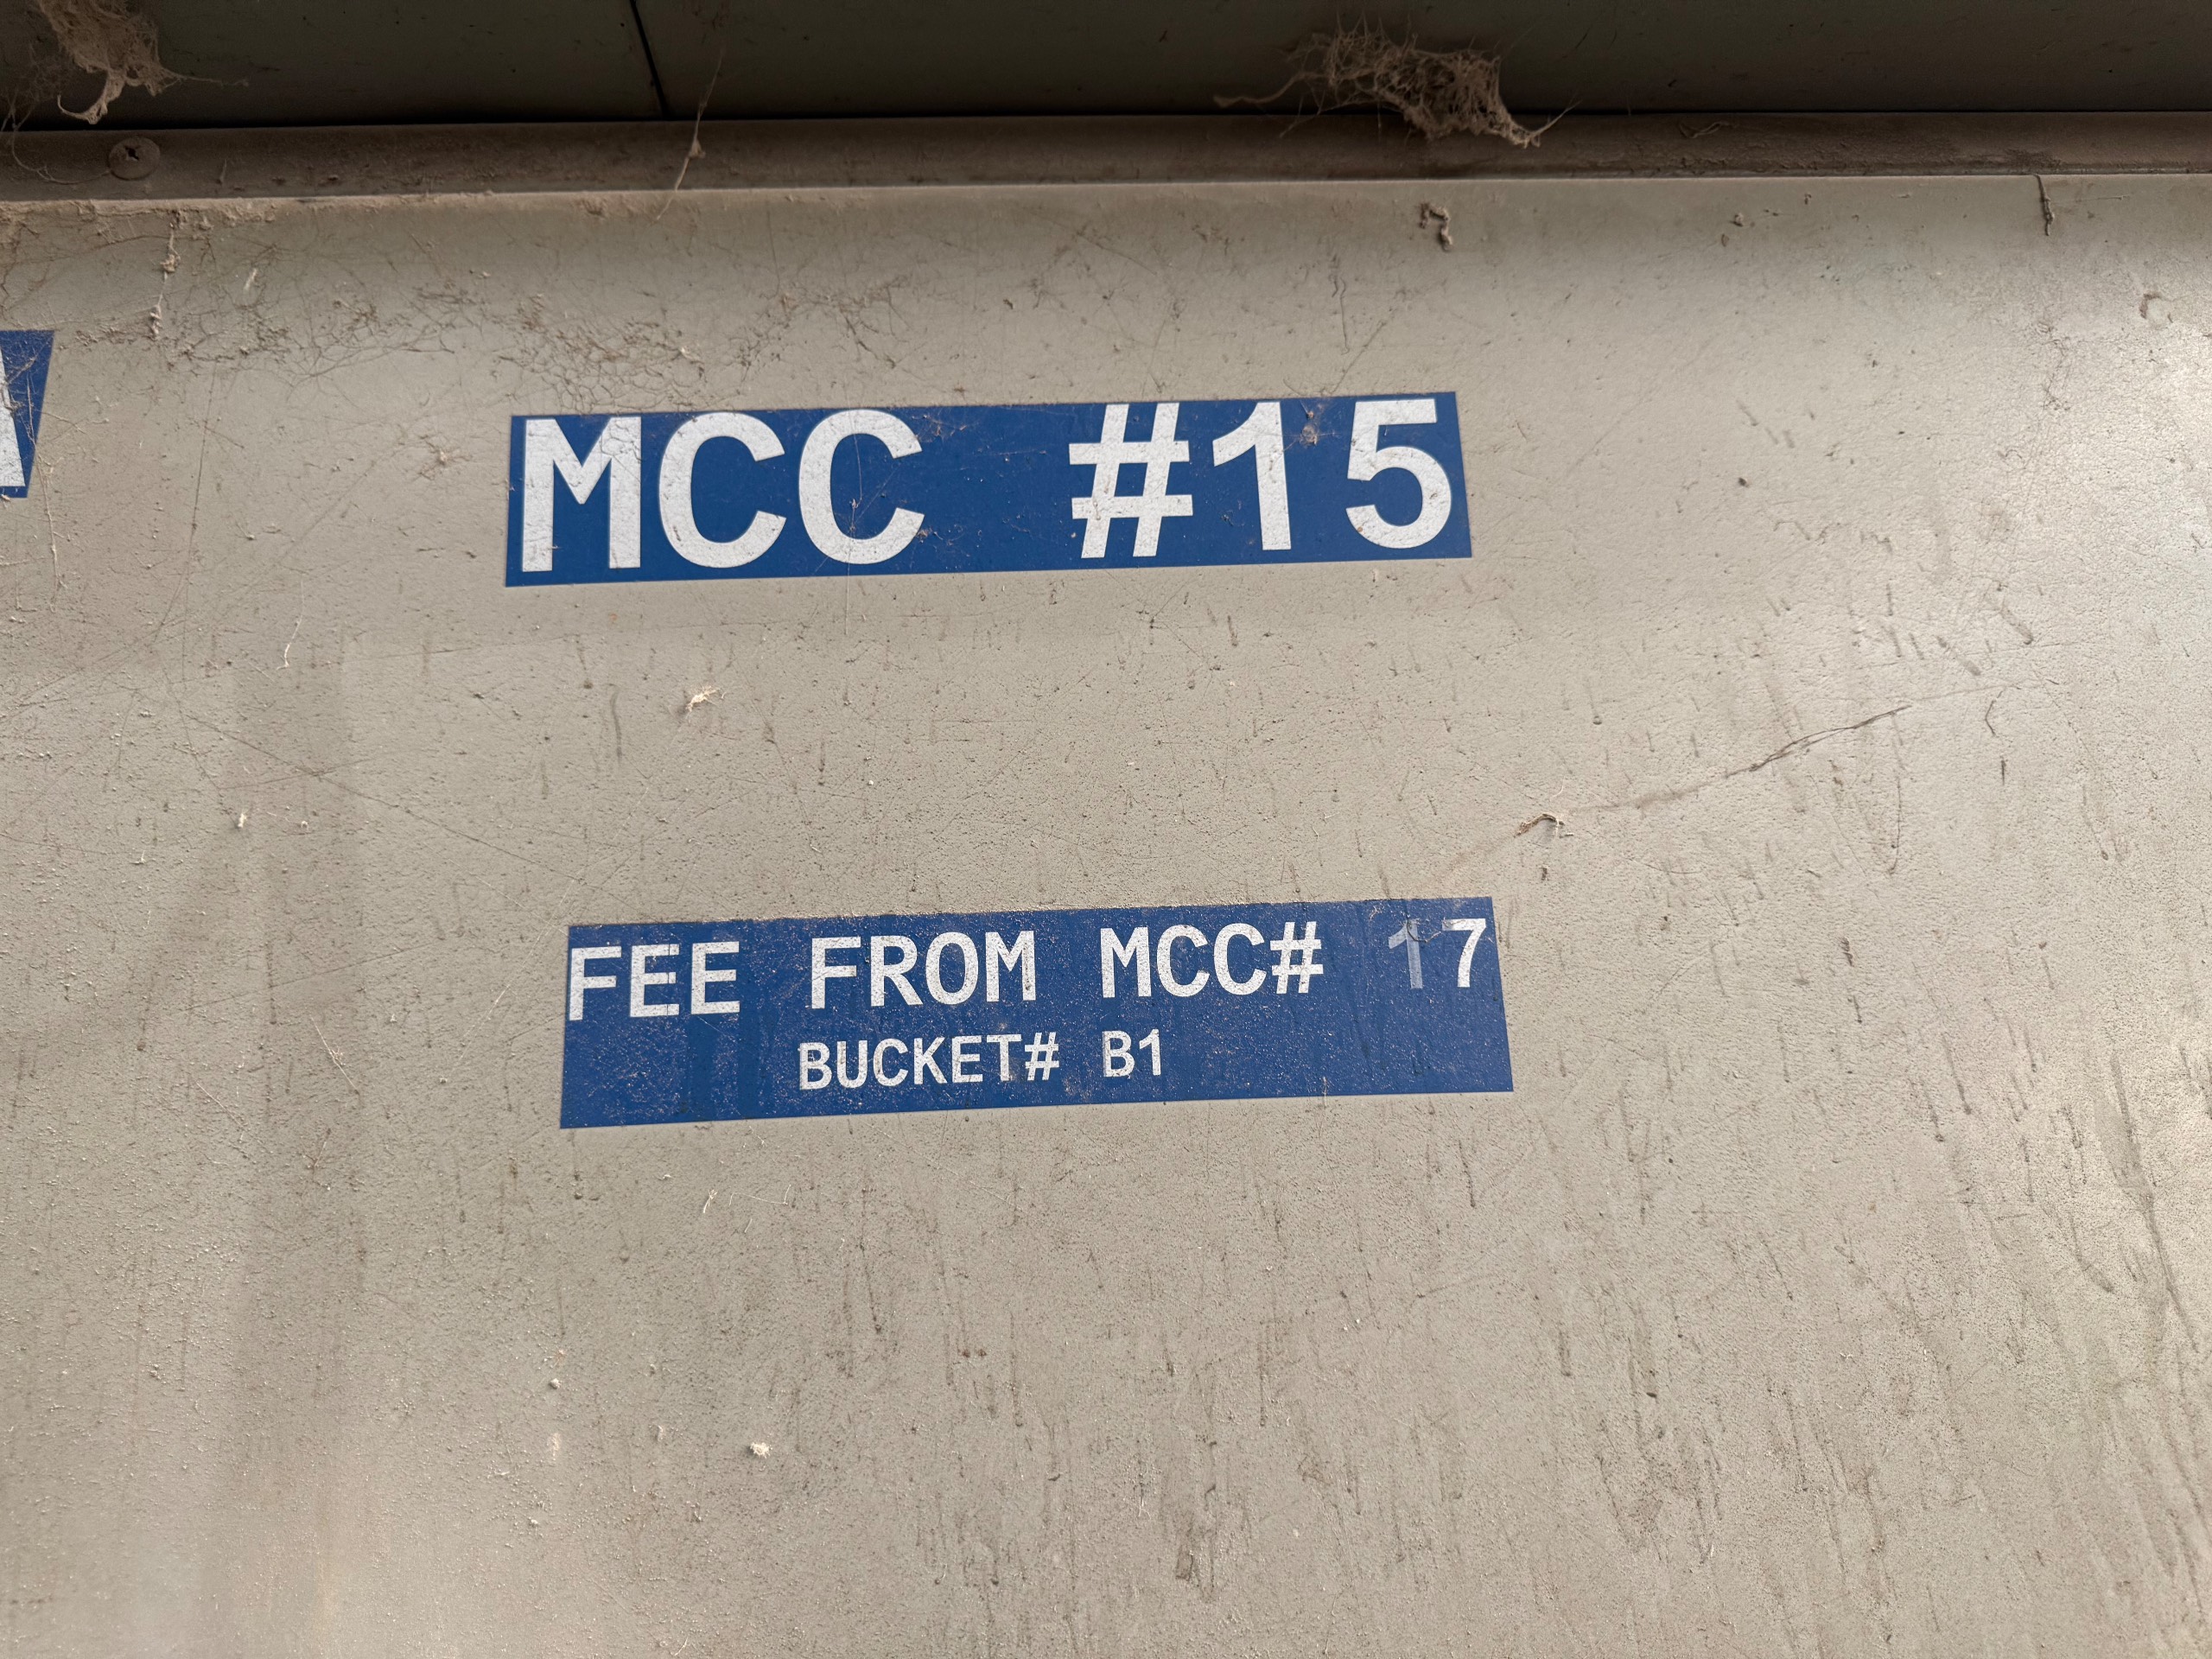 MCC #15
FEE FROM MCC# 17
BUCKET# B1